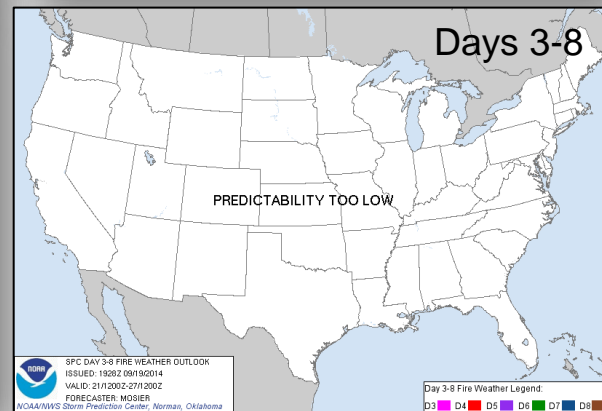 Days 3-8
PREDICTABILITY TOO LOW
NOAA
SPC DAY 3-8 FIRE WEATHER OUTLOOK
ISSUED: 1928Z 09/19/2014
VALID: 21/1200Z-27/1200Z
FORECASTER: MOSIER
NOAA/NWS Storm Prediction Center, Norman, Oklahoma
Day 3-8 Fire Weather Legend:
D3 D4 D5 D6 D7 D8